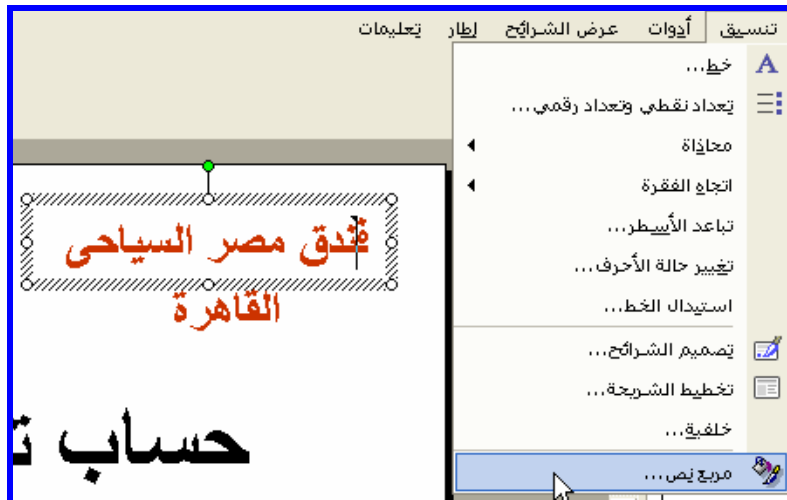 تنسيق أدوات عرض الشرائح إطار تعليمات
خط...
تعداد نقطي وتعداد رقمي...
محاذاة
اتجاه الفقرة
تباعد الأسطر...
تغيير حالة الأحرف...
استبدال الخط...
تصميم الشرائح...
تخطيط الشريحة...
خلفية...
مربع نص...
فندق مصر السياحى
القاهرة
حساب